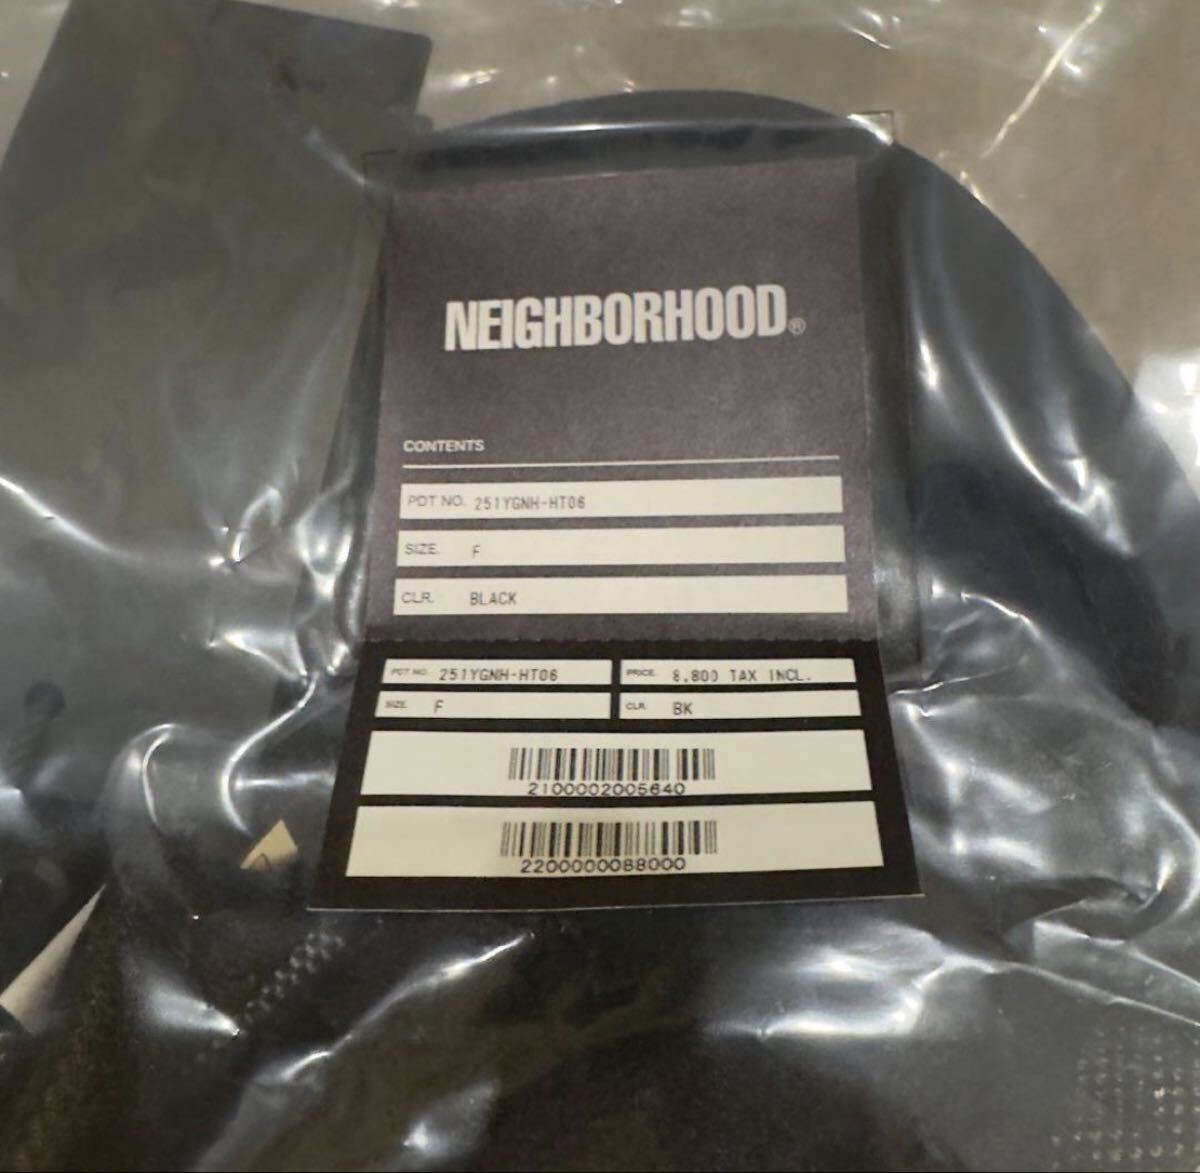 NEIGHBORHOOD®
CONTENTS
PDT NO. 251YGNH-HT06
SIZE. F
CLR. BLACK
PDT NO. 251YGNH-HT06 PRICE. 8,800 TAX INCL.
SIZE. F CLR. BK
2100002005640
2200000088000